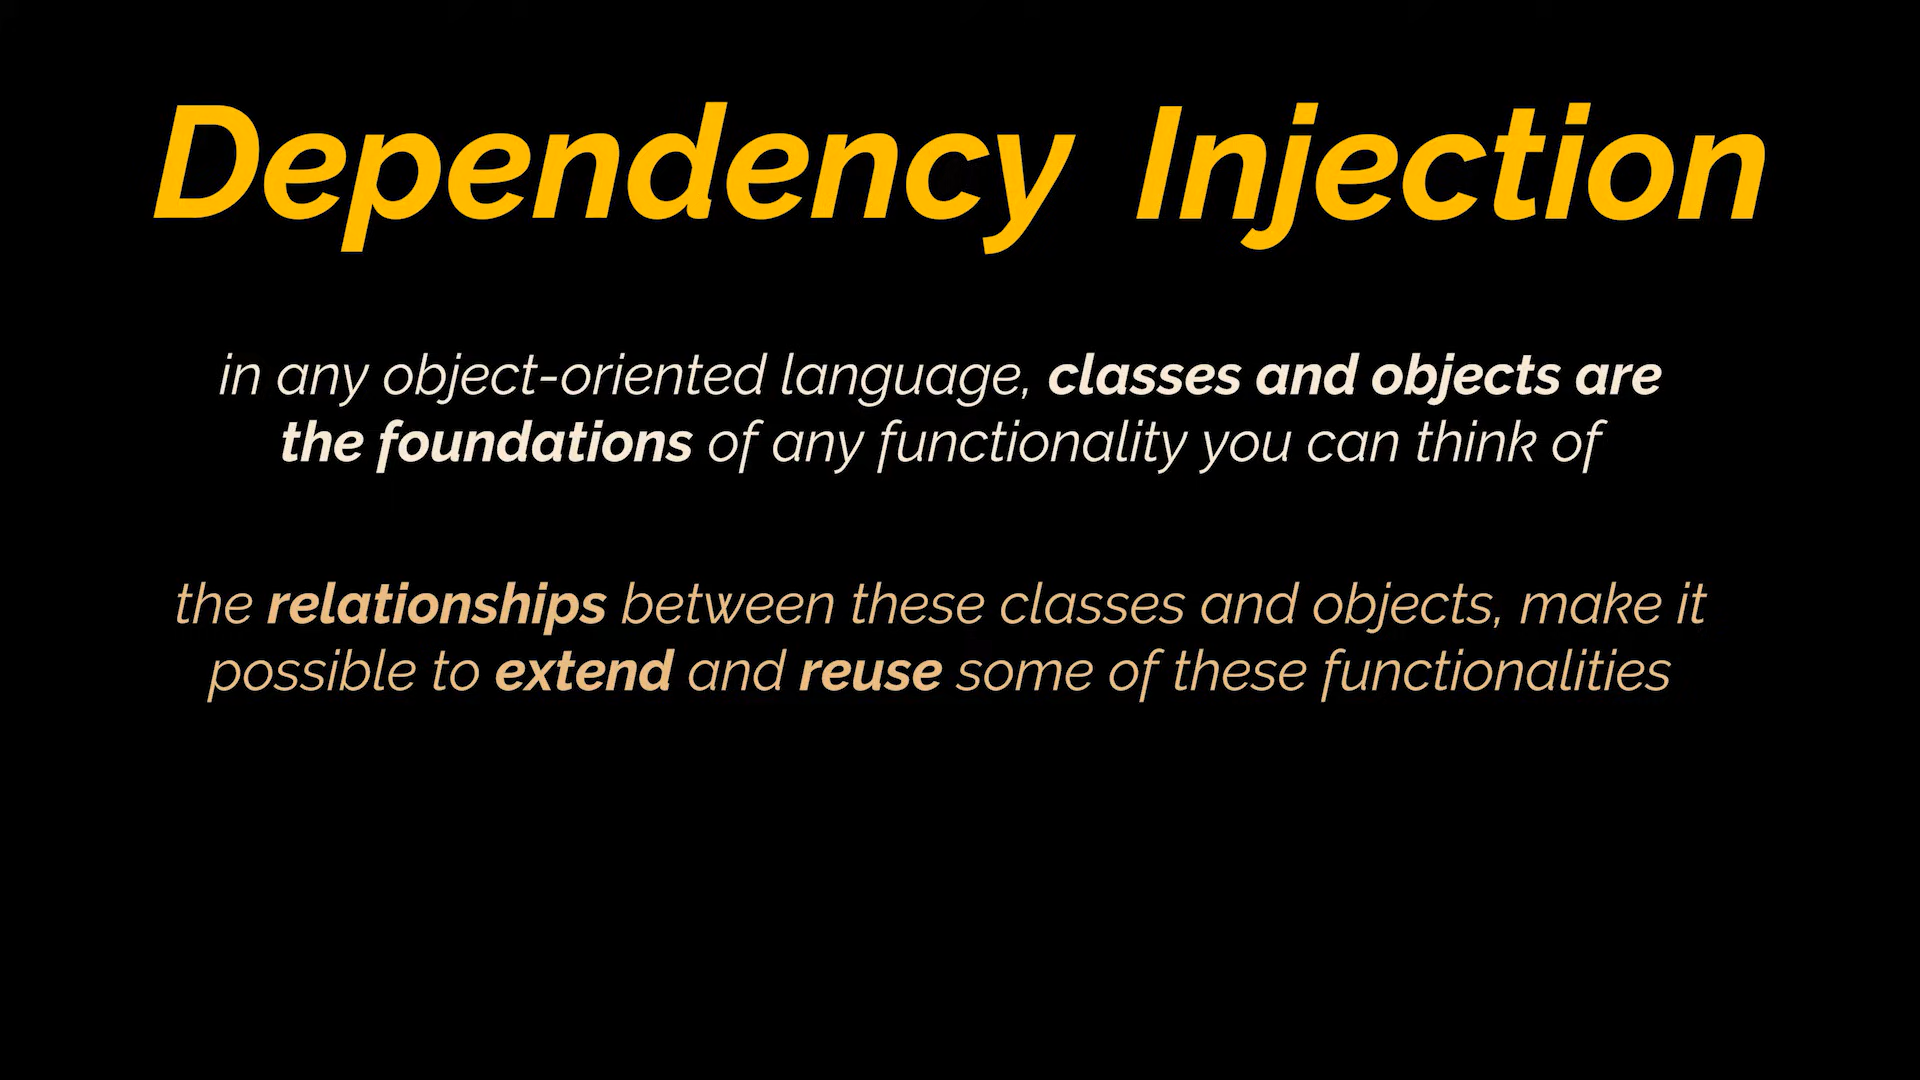 Dependency Injection
in any object-oriented language, classes and objects are
the foundations of any functionality you can think of
the relationships between these classes and objects, make it
possible to extend and reuse some of these functionalities